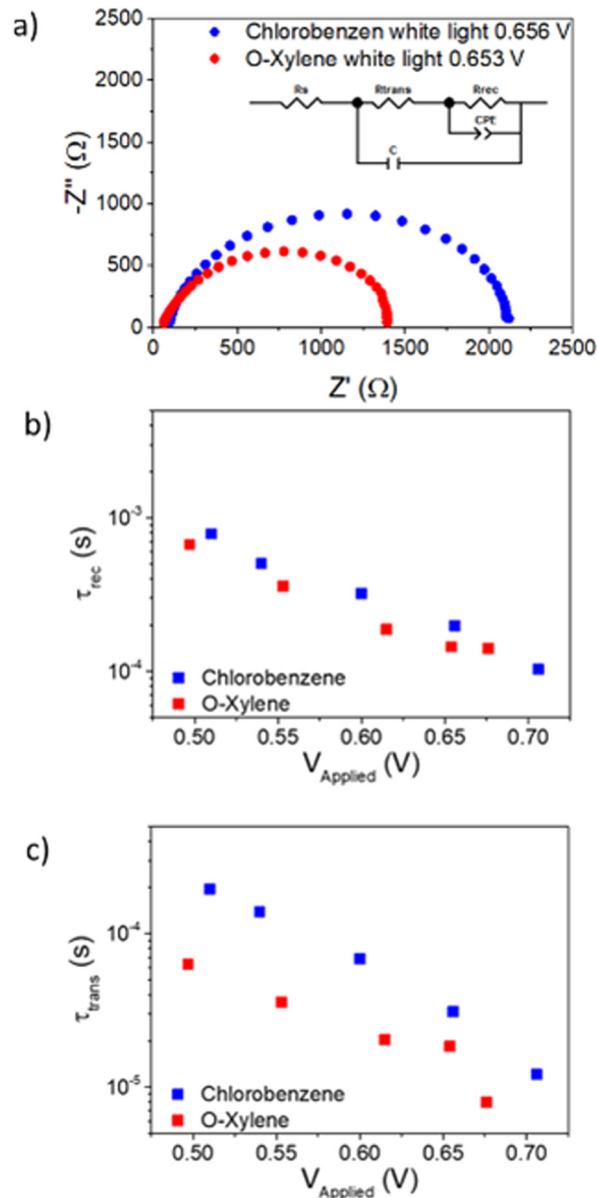 a)
Chlorobenzen white light 0.656 V
O-Xylene white light 0.653 V
Rs Rtrans Rrec
CPE
C
2500
2000
1500
1000
500
0
-Z'' (Ω)
0 500 1000 1500 2000 2500
Z' (Ω)
b)
10⁻³
10⁻⁴
τrec (s)
Chlorobenzene
O-Xylene
0.50 0.55 0.60 0.65 0.70
VApplied (V)
c)
10⁻⁴
10⁻⁵
τtrans (s)
Chlorobenzene
O-Xylene
0.50 0.55 0.60 0.65 0.70
VApplied (V)